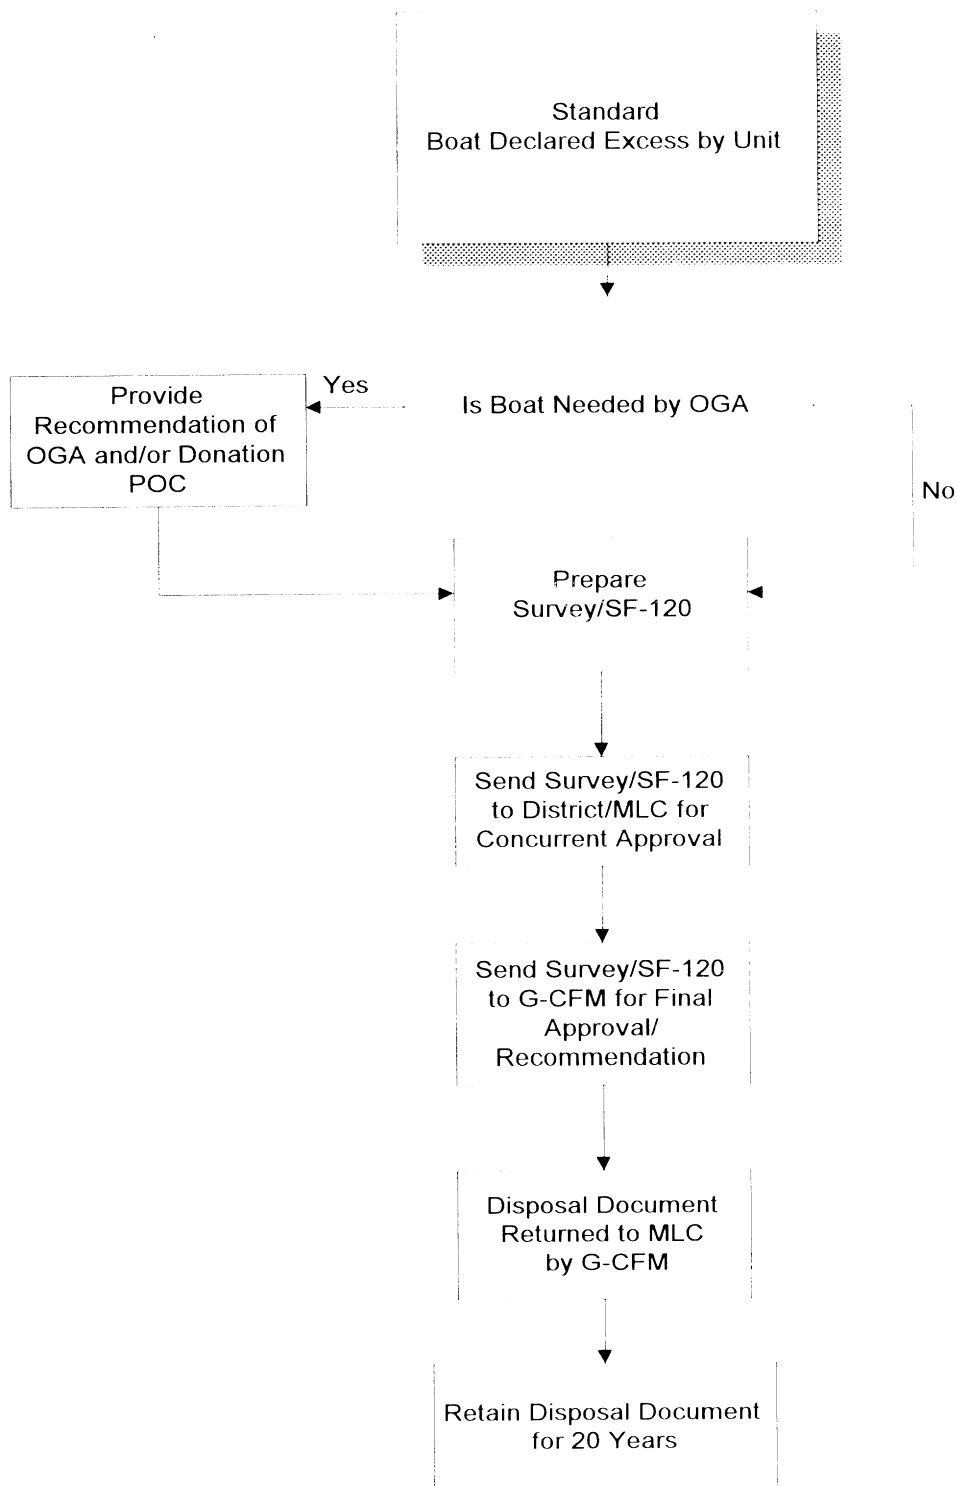 Standard
Boat Declared Excess by Unit
Yes
Is Boat Needed by OGA
Provide
Recommendation of
OGA and/or Donation
POC
No
Prepare
Survey/SF-120
Send Survey/SF-120
to District/MLC for
Concurrent Approval
Send Survey/SF-120
to G-CFM for Final
Approval/
Recommendation
Disposal Document
Returned to MLC
by G-CFM
Retain Disposal Document
for 20 Years